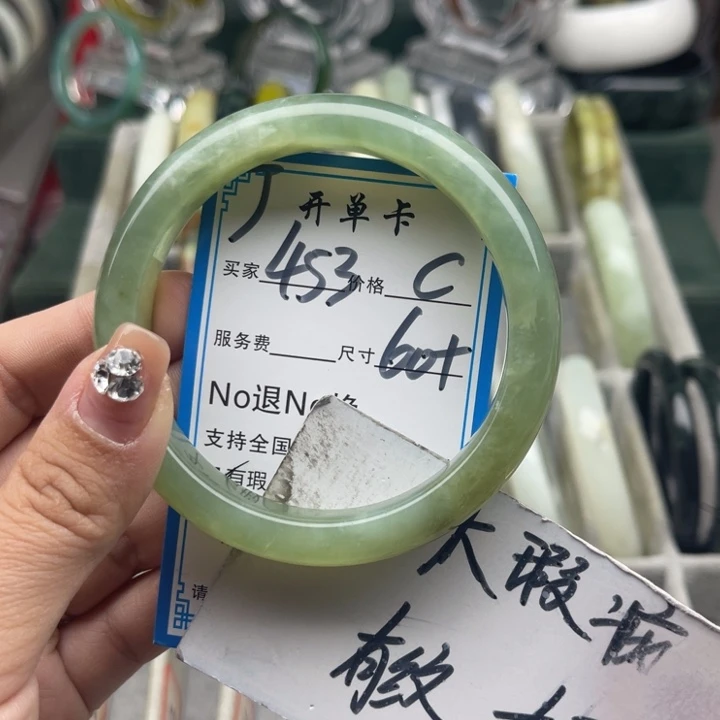 J
开单卡
买家 453 价格 C
服务费 尺寸 60+
No退No换
支持全国
有瑕
请
大瑕疵
有纹